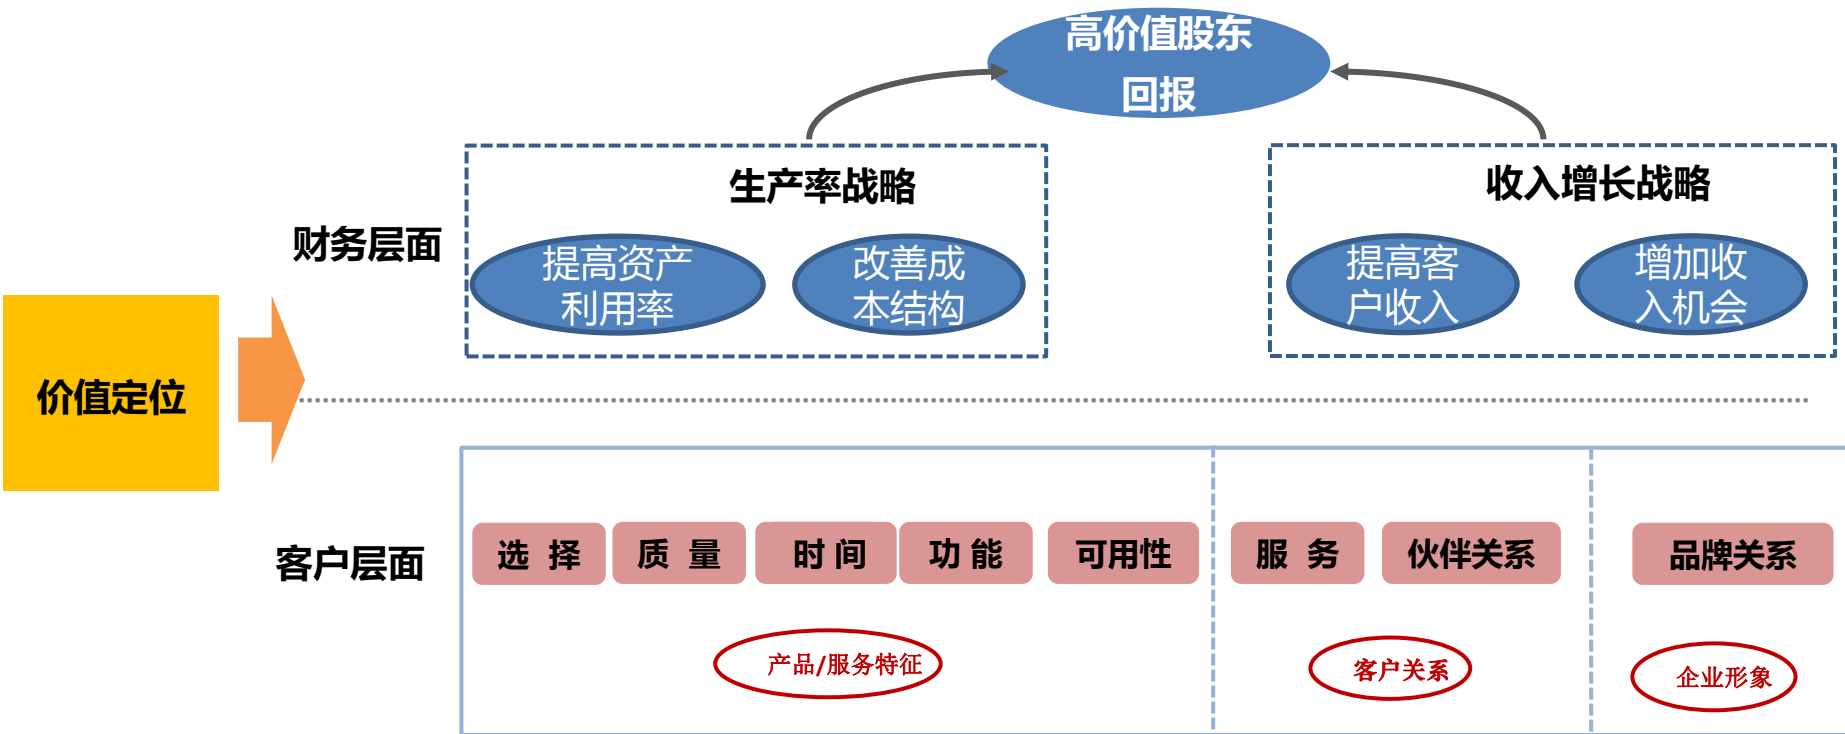 高价值股东
回报
生产率战略
收入增长战略
财务层面
提高资产
利用率
改善成
本结构
提高客
户收入
增加收
入机会
价值定位
客户层面
选 择
质 量
时 间
功 能
可用性
服 务
伙伴关系
品牌关系
产品/服务特征
客户关系
企业形象